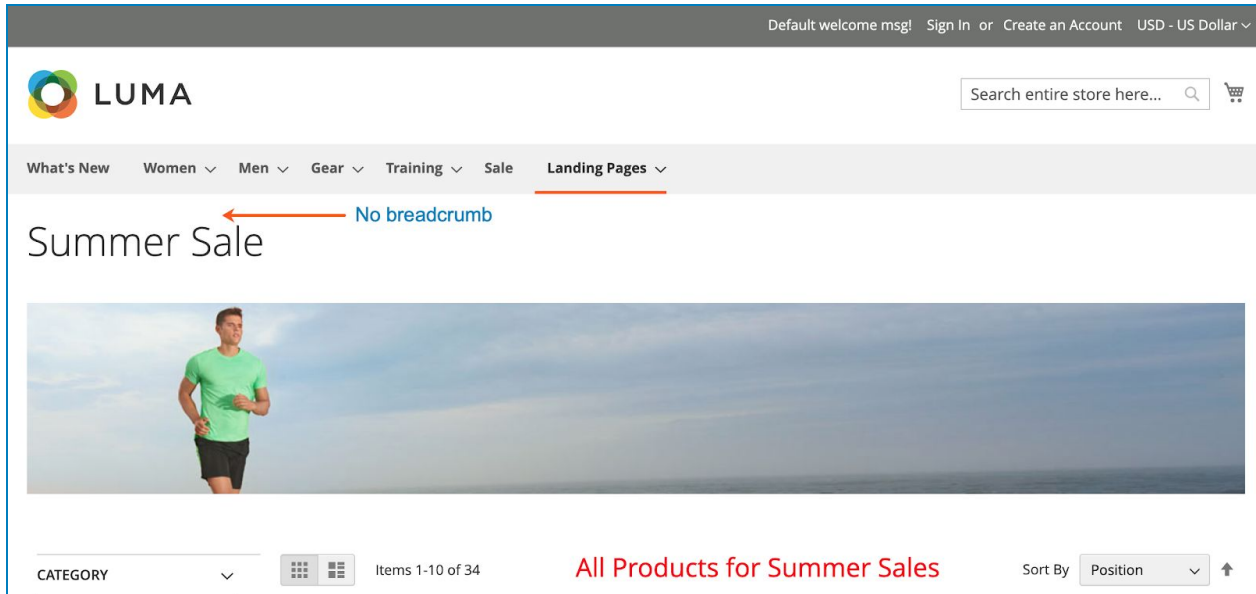 Default welcome msg! Sign In or Create an Account USD - US Dollar
LUMA
Search entire store here...
What's New Women Men Gear Training Sale Landing Pages
No breadcrumb
Summer Sale
CATEGORY
Items 1-10 of 34
All Products for Summer Sales
Sort By Position